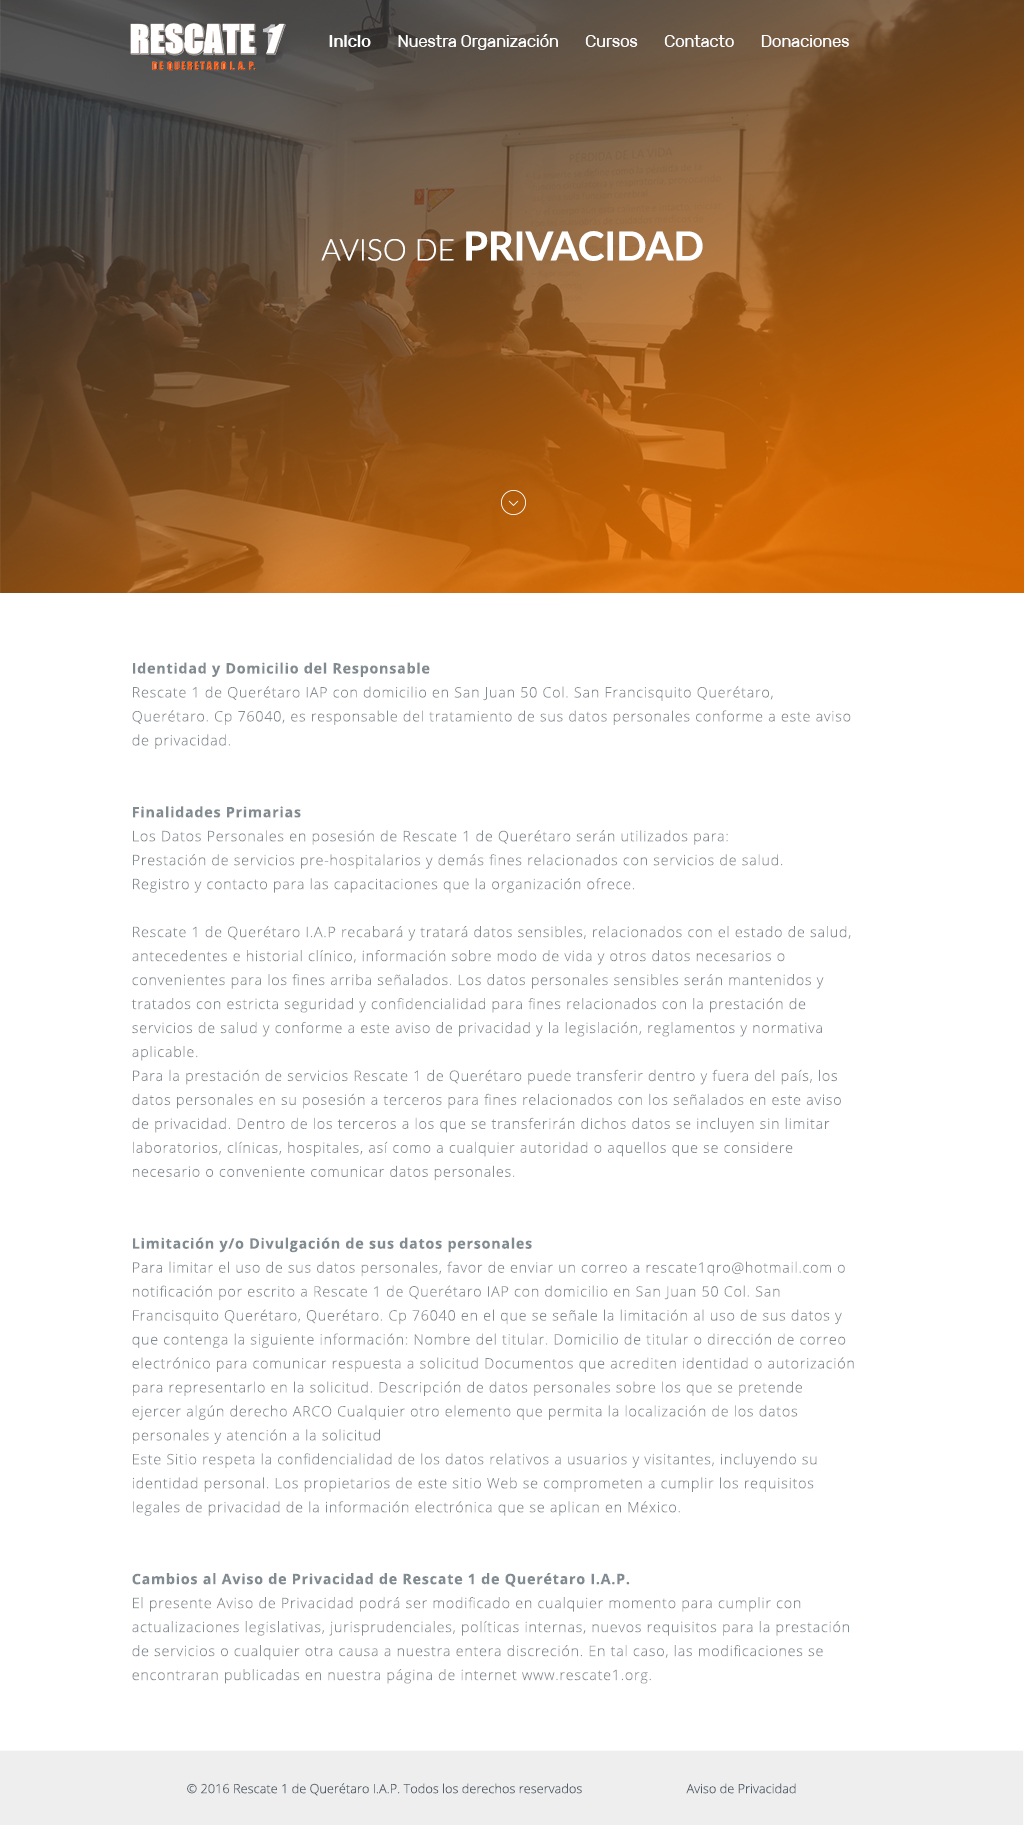 RESCATE 1
DE QUERETARO I. A. P.
Inicio
Nuestra Organización
Cursos
Contacto
Donaciones
AVISO DE PRIVACIDAD
Identidad y Domicilio del Responsable
Rescate 1 de Querétaro IAP con domicilio en San Juan 50 Col. San Francisquito Querétaro,
Querétaro. Cp 76040, es responsable del tratamiento de sus datos personales conforme a este aviso
de privacidad.
Finalidades Primarias
Los Datos Personales en posesión de Rescate 1 de Querétaro serán utilizados para:
Prestación de servicios pre-hospitalarios y demás fines relacionados con servicios de salud.
Registro y contacto para las capacitaciones que la organización ofrece.
Rescate 1 de Querétaro I.A.P recabará y tratará datos sensibles, relacionados con el estado de salud,
antecedentes e historial clínico, información sobre modo de vida y otros datos necesarios o
convenientes para los fines arriba señalados. Los datos personales sensibles serán mantenidos y
tratados con estricta seguridad y confidencialidad para fines relacionados con la prestación de
servicios de salud y conforme a este aviso de privacidad y la legislación, reglamentos y normativa
aplicable.
Para la prestación de servicios Rescate 1 de Querétaro puede transferir dentro y fuera del país, los
datos personales en su posesión a terceros para fines relacionados con los señalados en este aviso
de privacidad. Dentro de los terceros a los que se transferirán dichos datos se incluyen sin limitar
laboratorios, clínicas, hospitales, así como a cualquier autoridad o aquellos que se considere
necesario o conveniente comunicar datos personales.
Limitación y/o Divulgación de sus datos personales
Para limitar el uso de sus datos personales, favor de enviar un correo a rescate1qro@hotmail.com o
notificación por escrito a Rescate 1 de Querétaro IAP con domicilio en San Juan 50 Col. San
Francisquito Querétaro, Querétaro. Cp 76040 en el que se señale la limitación al uso de sus datos y
que contenga la siguiente información: Nombre del titular. Domicilio de titular o dirección de correo
electrónico para comunicar respuesta a solicitud Documentos que acrediten identidad o autorización
para representarlo en la solicitud. Descripción de datos personales sobre los que se pretende
ejercer algún derecho ARCO Cualquier otro elemento que permita la localización de los datos
personales y atención a la solicitud
Este Sitio respeta la confidencialidad de los datos relativos a usuarios y visitantes, incluyendo su
identidad personal. Los propietarios de este sitio Web se comprometen a cumplir los requisitos
legales de privacidad de la información electrónica que se aplican en México.
Cambios al Aviso de Privacidad de Rescate 1 de Querétaro I.A.P.
El presente Aviso de Privacidad podrá ser modificado en cualquier momento para cumplir con
actualizaciones legislativas, jurisprudenciales, políticas internas, nuevos requisitos para la prestación
de servicios o cualquier otra causa a nuestra entera discreción. En tal caso, las modificaciones se
encontraran publicadas en nuestra página de internet www.rescate1.org.
© 2016 Rescate 1 de Querétaro I.A.P. Todos los derechos reservados
Aviso de Privacidad